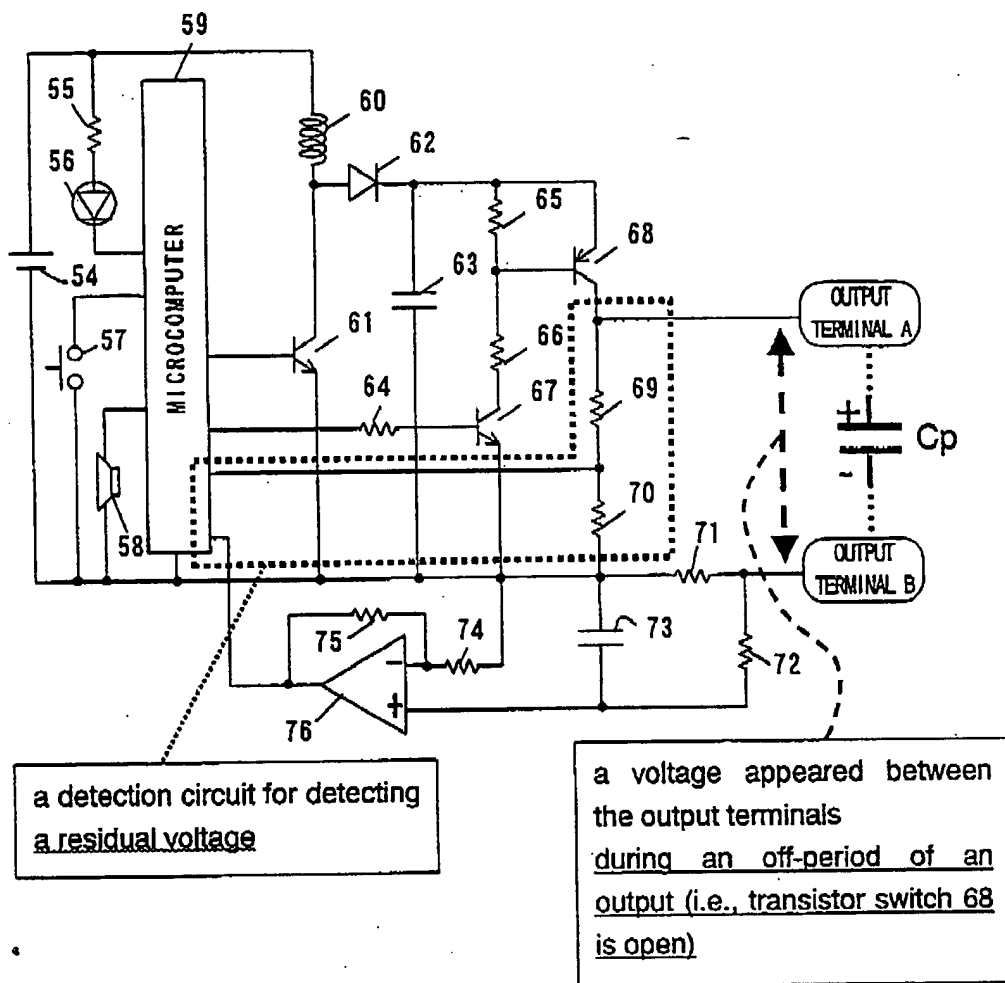 59
55
60
62
56
65
68
MICROCOMPUTER
54
63
OUTPUT
TERMINAL A
57
61
66
64
67
69
+
Cp
-
58
70
71
OUTPUT
TERMINAL B
75
74
73
72
-
+
76
a detection circuit for detecting
a residual voltage
a voltage appeared between
the output terminals
during an off-period of an
output (i.e., transistor switch 68
is open)